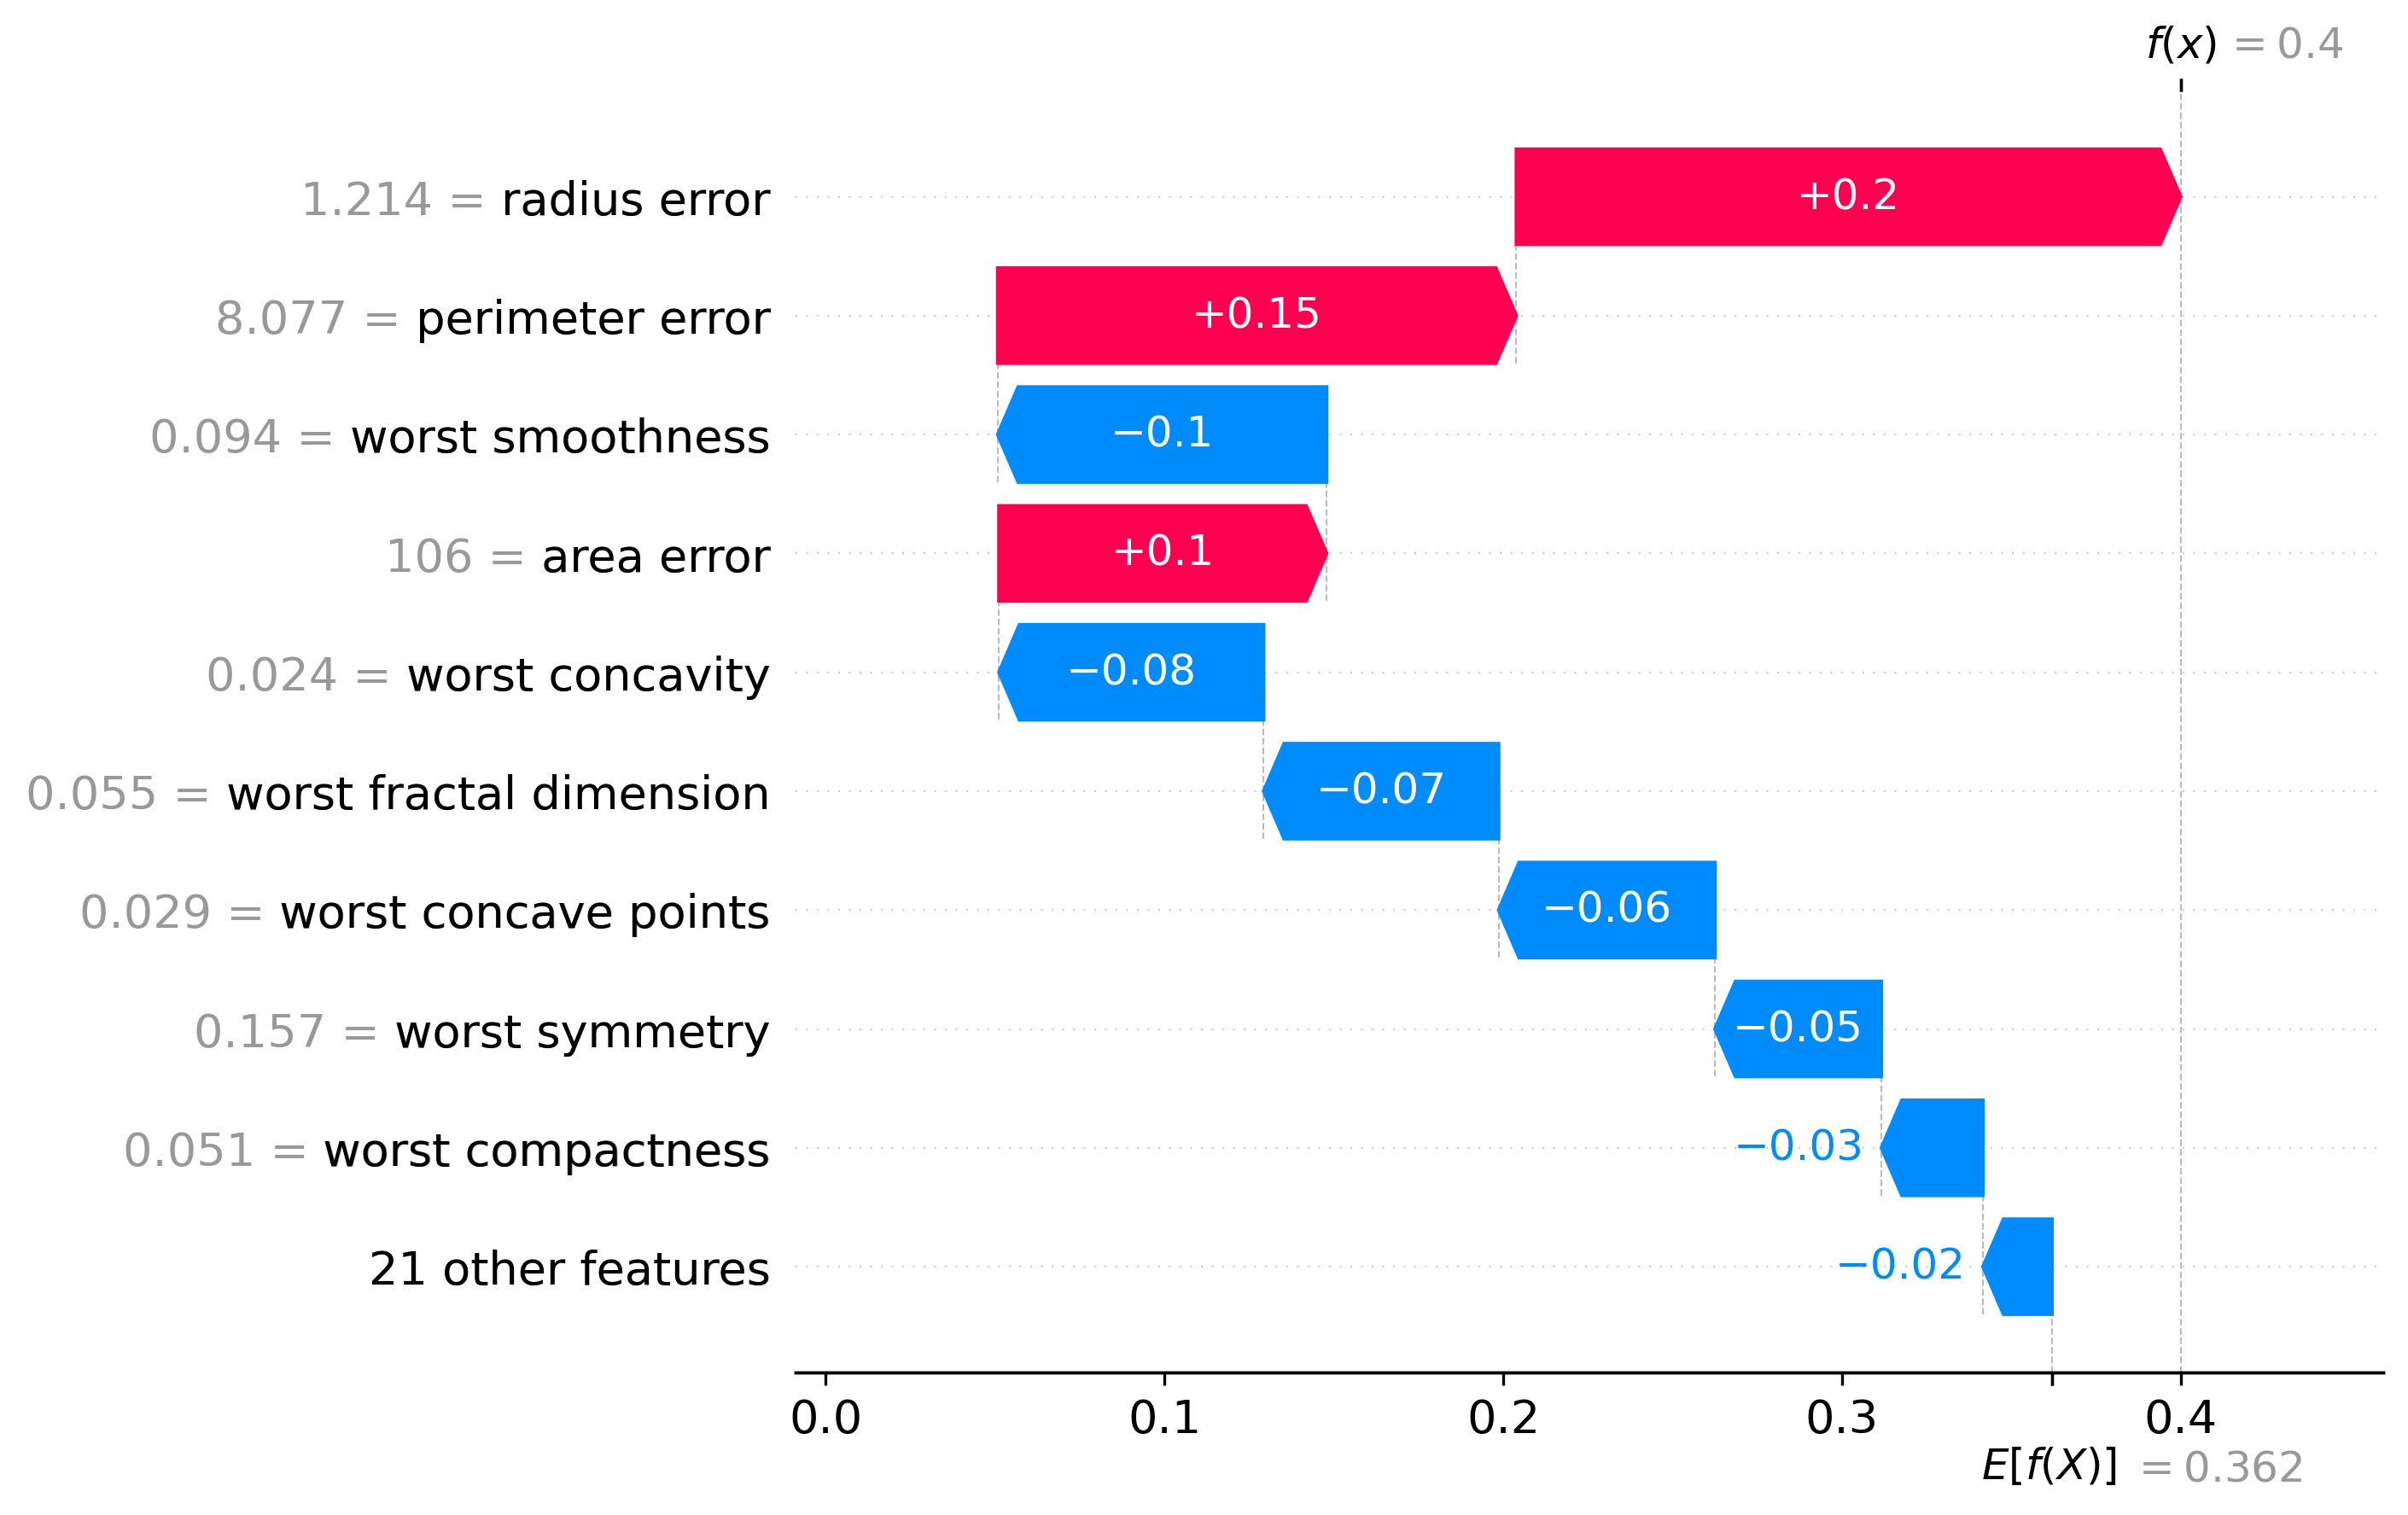 f(x) = 0.4
1.214 = radius error +0.2
8.077 = perimeter error +0.15
0.094 = worst smoothness −0.1
106 = area error +0.1
0.024 = worst concavity −0.08
0.055 = worst fractal dimension −0.07
0.029 = worst concave points −0.06
0.157 = worst symmetry −0.05
0.051 = worst compactness −0.03
21 other features −0.02
0.0 0.1 0.2 0.3 0.4
E[f(X)] = 0.362